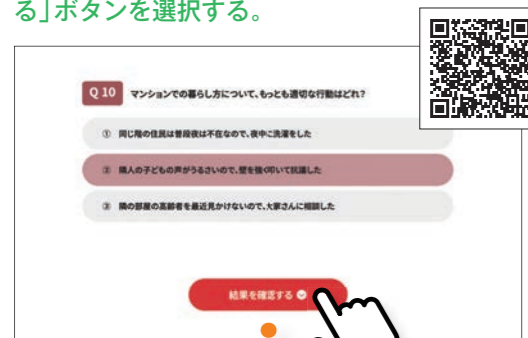 る」ボタンを選択する。
Q 10 マンションでの暮らし方について、もっとも適切な行動はどれ?
① 同じ階の住民は普段夜は不在なので、夜中に洗濯をした
② 隣人の子どもの声がうるさいので、壁を強く叩いて抗議した
③ 隣の部屋の高齢者を最近見かけないので、大家さんに相談した
結果を確認する